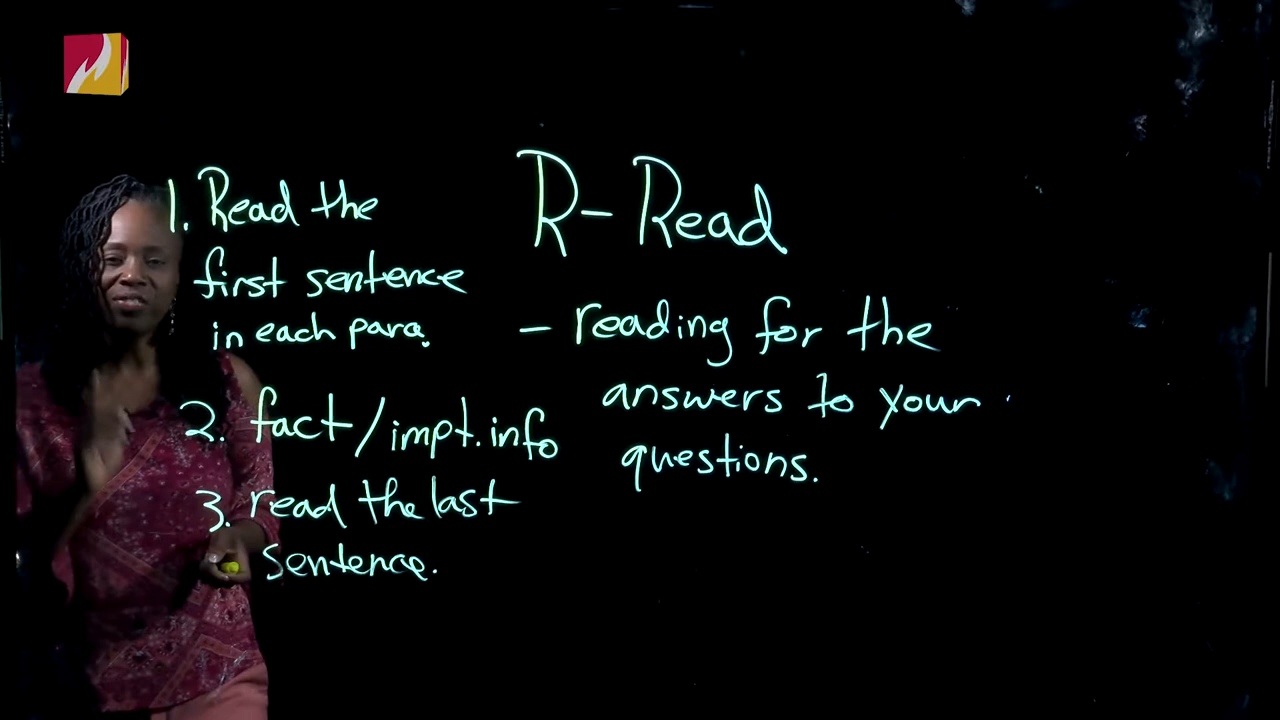 1. Read the
first sentence
in each para.
2. fact/impt. info
3. read the last
sentence.
R-Read
- reading for the
answers to your
questions.